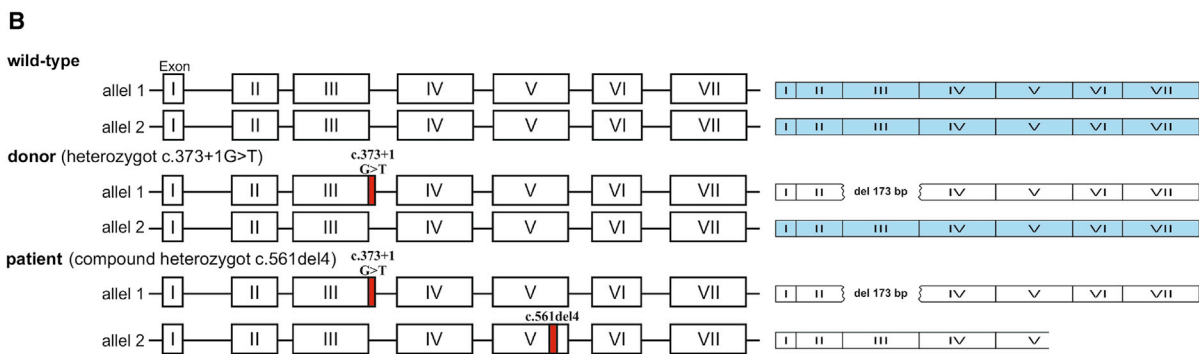 B
wild-type
Exon
allel 1 I II III IV V VI VII I II III IV V VI VII
allel 2 I II III IV V VI VII I II III IV V VI VII
donor (heterozygot c.373+1G>T)
c.373+1
G>T
allel 1 I II III IV V VI VII I II del 173 bp IV V VI VII
allel 2 I II III IV V VI VII I II III IV V VI VII
patient (compound heterozygot c.561del4)
c.373+1
G>T
allel 1 I II III IV V VI VII I II del 173 bp IV V VI VII
c.561del4
allel 2 I II III IV V VI VII I II III IV V